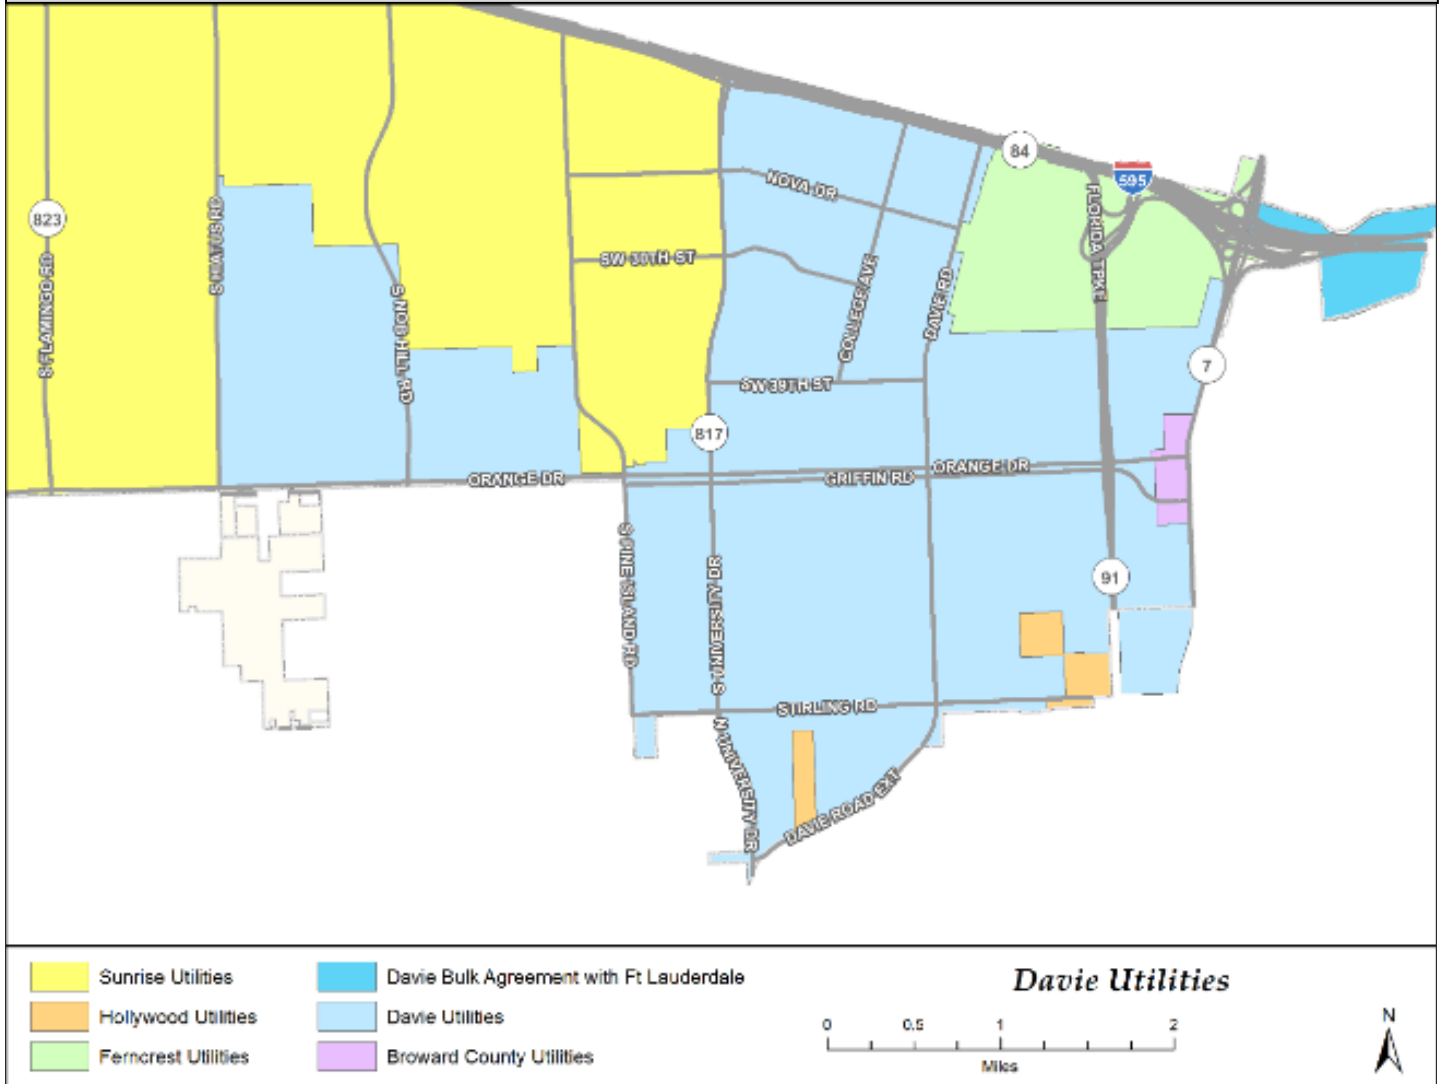 84
595
NOVA DR
823
S FLAMINGO RD
S HIATUS RD
S NOB HILL RD
SW 30TH ST
COLLEGE AVE
DAVIE RD
FLORIDA TPKE
7
SW 39TH ST
817
ORANGE DR
GRIFFIN RD
ORANGE DR
S PINE ISLAND RD
S UNIVERSITY DR
91
STIRLING RD
N UNIVERSITY DR
DAVIE ROAD EXT
Sunrise Utilities
Hollywood Utilities
Ferncrest Utilities
Davie Bulk Agreement with Ft Lauderdale
Davie Utilities
Broward County Utilities
Davie Utilities
0 0.5 1 2
Miles
N